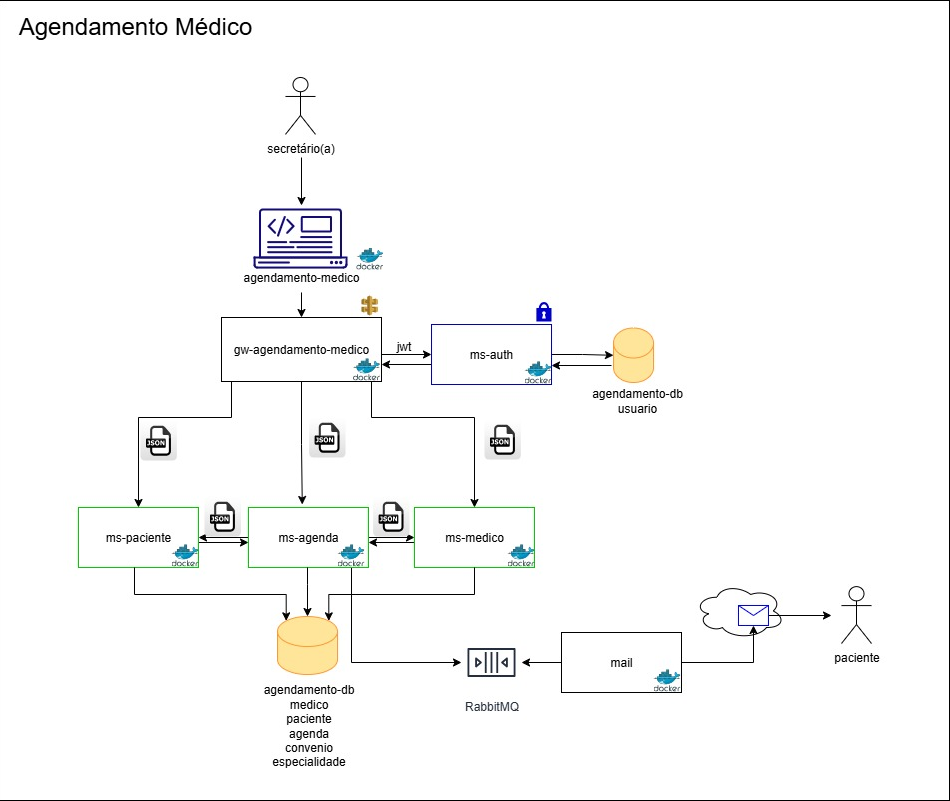 Agendamento Médico
secretário(a)
docker
agendamento-medico
gw-agendamento-medico
docker
jwt
ms-auth
docker
agendamento-db
usuario
JSON
JSON
JSON
JSON
JSON
ms-paciente
docker
ms-agenda
docker
ms-medico
docker
agendamento-db
medico
paciente
agenda
convenio
especialidade
RabbitMQ
mail
docker
paciente